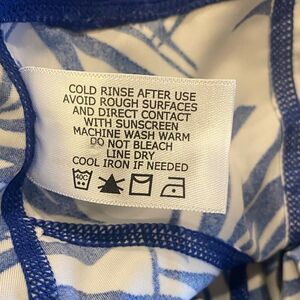 COLD RINSE AFTER USE
AVOID ROUGH SURFACES
AND DIRECT CONTACT
WITH SUNSCREEN
MACHINE WASH WARM
DO NOT BLEACH
LINE DRY
COOL IRON IF NEEDED
40C